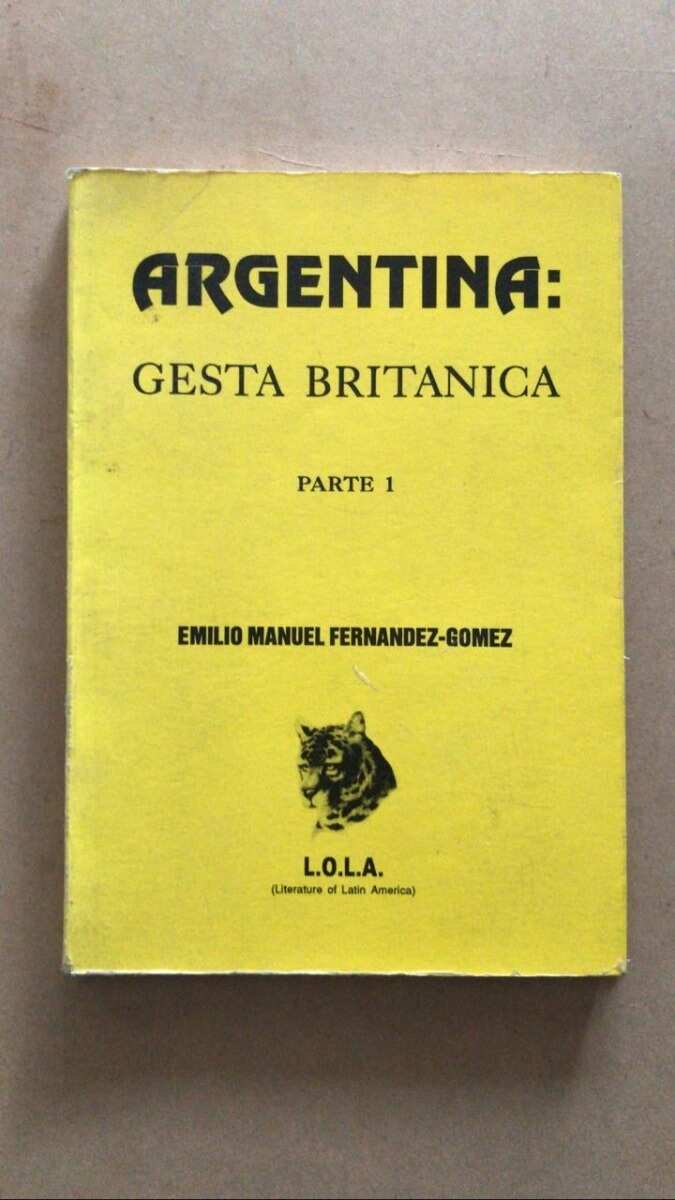 ARGENTINA:
GESTA BRITANICA
PARTE 1
EMILIO MANUEL FERNANDEZ-GOMEZ
L.O.L.A.
(Literature of Latin America)